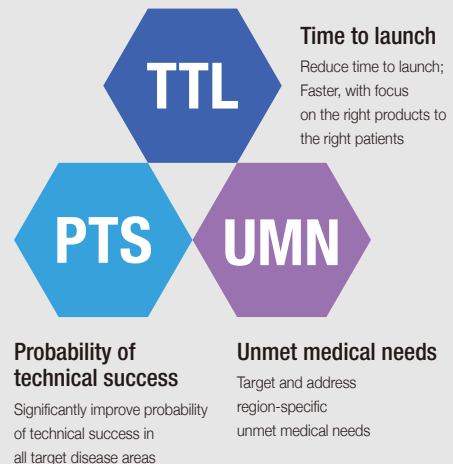 TTL
Time to launch
Reduce time to launch;
Faster, with focus
on the right products to
the right patients
PTS
UMN
Probability of
technical success
Significantly improve probability
of technical success in
all target disease areas
Unmet medical needs
Target and address
region-specific
unmet medical needs